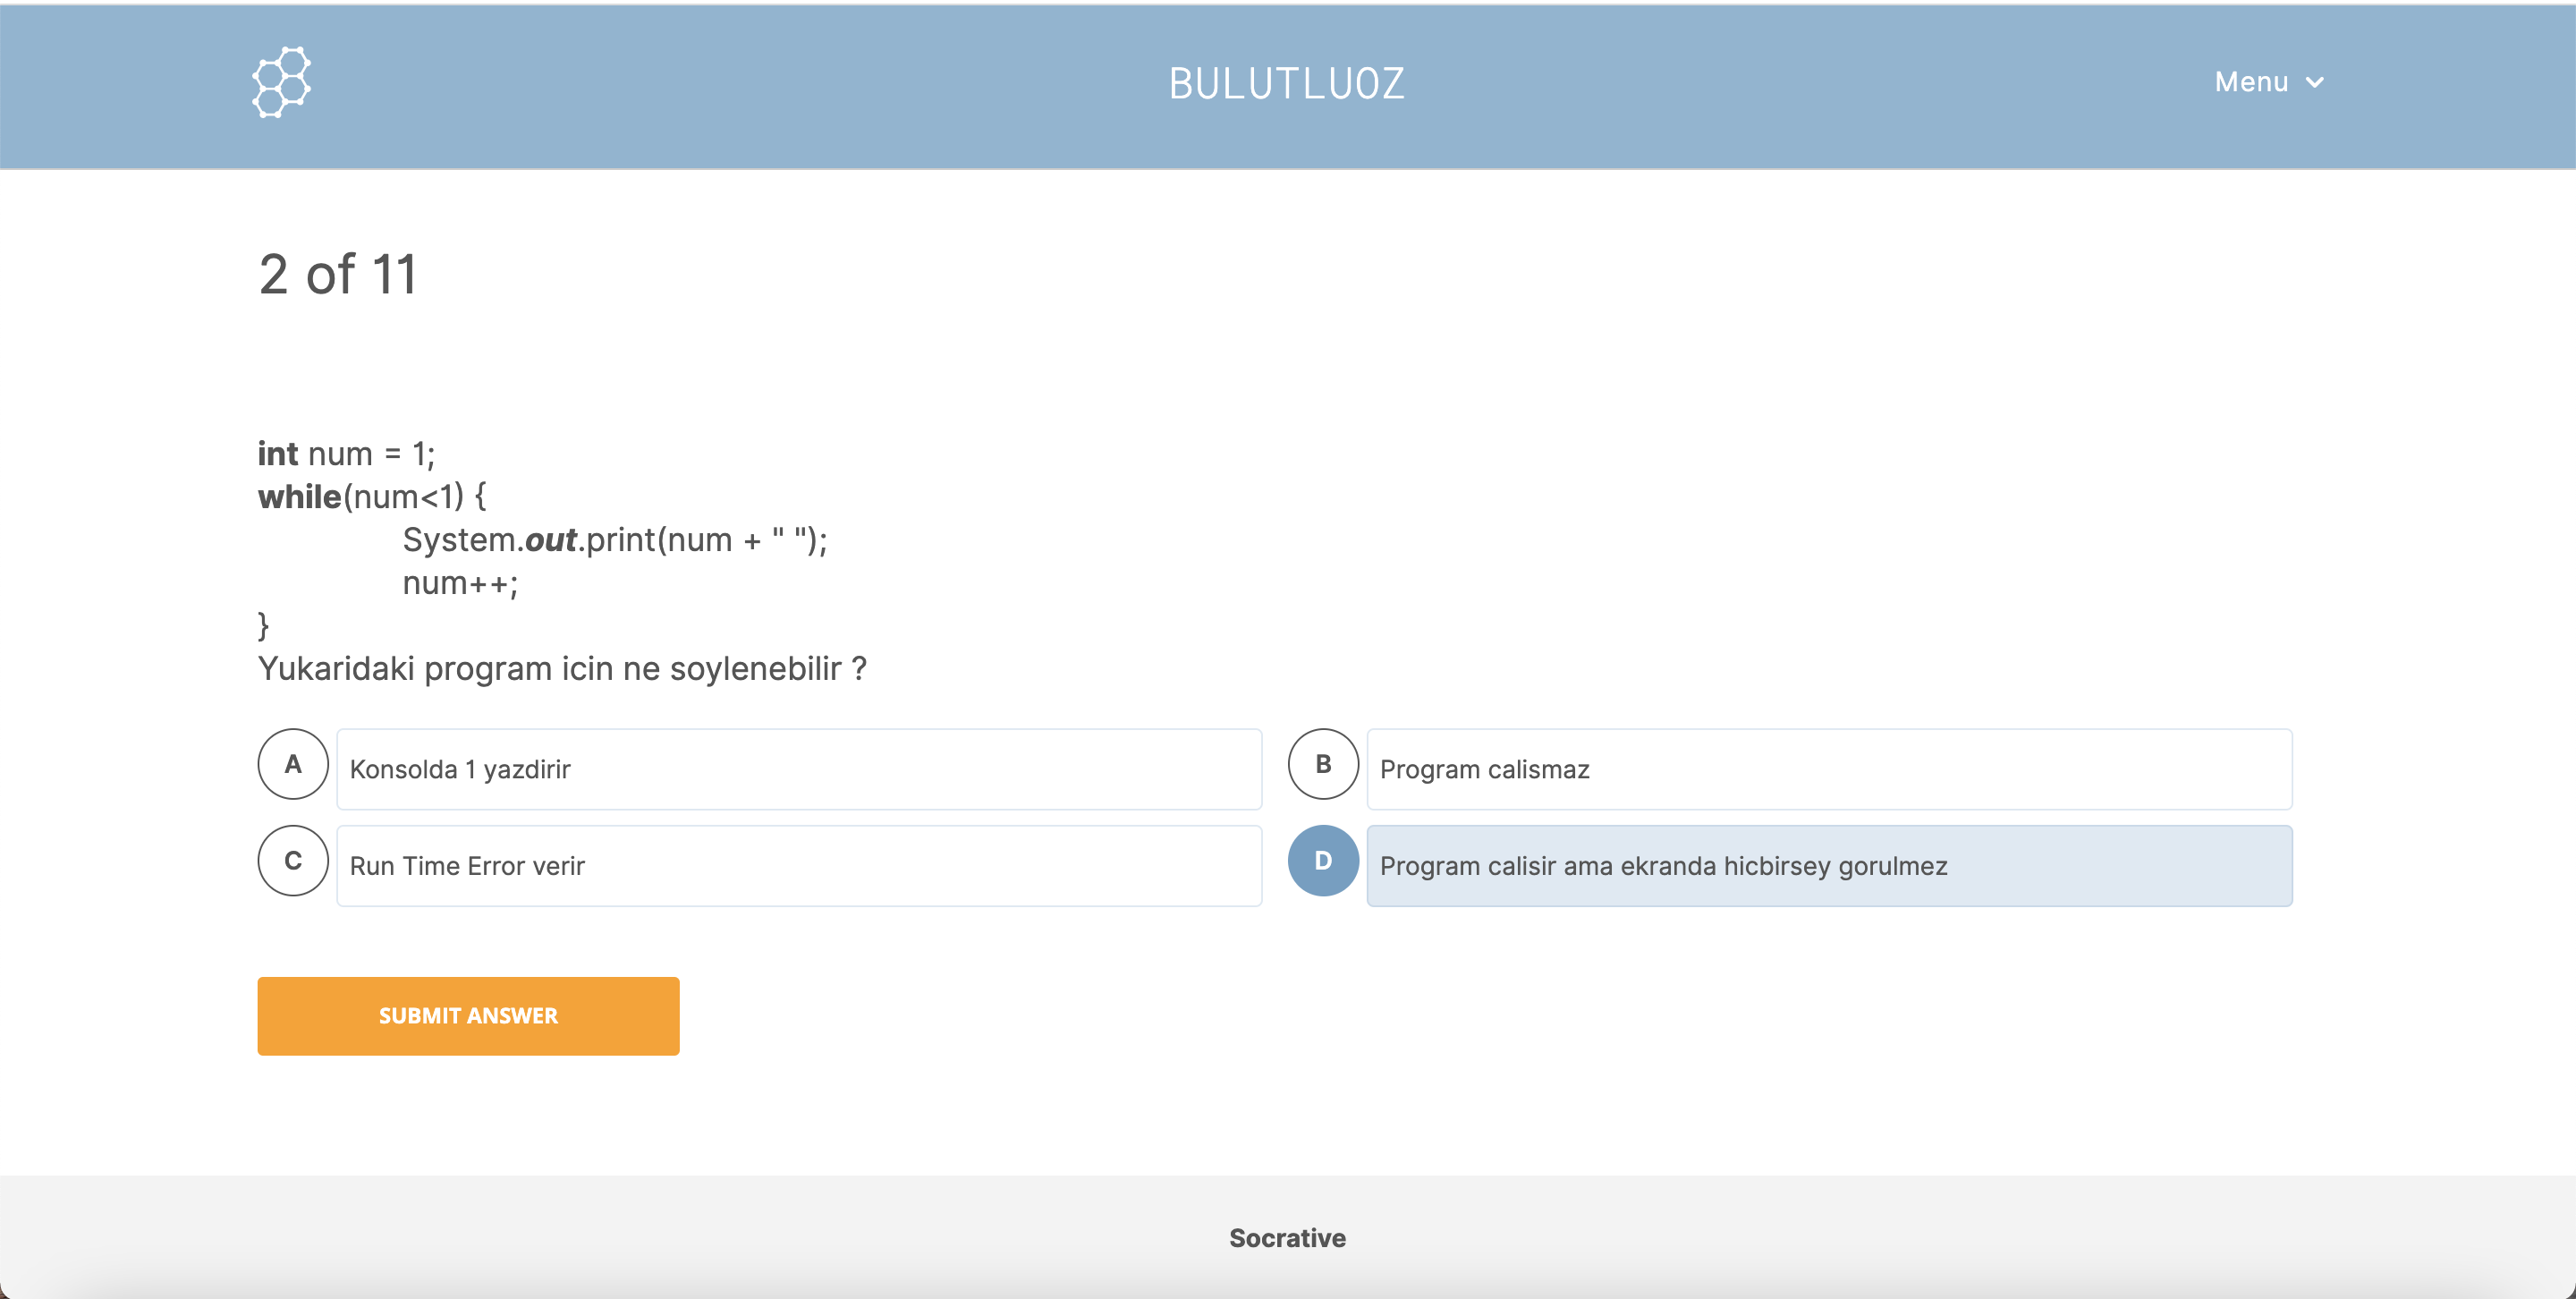 BULUTLUOZ
Menu
2 of 11
int num = 1;
while(num<1) {
System.out.print(num + " ");
num++;
}
Yukaridaki program icin ne soylenebilir ?
A Konsolda 1 yazdirir
B Program calismaz
C Run Time Error verir
D Program calisir ama ekranda hicbirsey gorulmez
SUBMIT ANSWER
Socrative